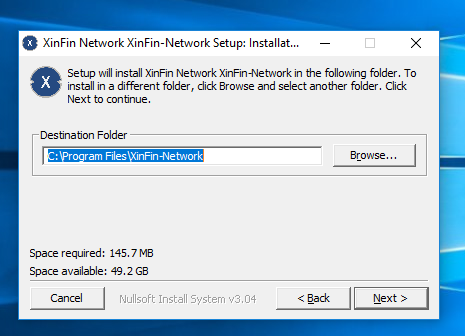 XinFin Network XinFin-Network Setup: Installat...
X
Setup will install XinFin Network XinFin-Network in the following folder. To
install in a different folder, click Browse and select another folder. Click
Next to continue.
Destination Folder
C:\Program Files\XinFin-Network
Browse...
Space required: 145.7 MB
Space available: 49.2 GB
Cancel
Nullsoft Install System v3.04
< Back
Next >